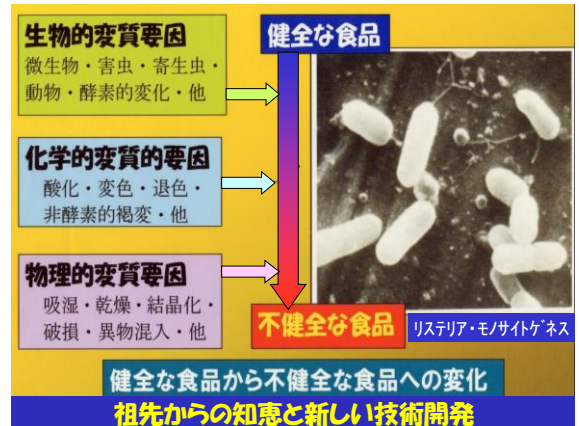 生物的変質要因
微生物・害虫・寄生虫・
動物・酵素的変化・他
健全な食品
化学的変質的要因
酸化・変色・退色・
非酵素的褐変・他
物理的変質要因
吸湿・乾燥・結晶化・
破損・異物混入・他
不健全な食品
リステリア・モノサイトゲネス
健全な食品から不健全な食品への変化
祖先からの知恵と新しい技術開発